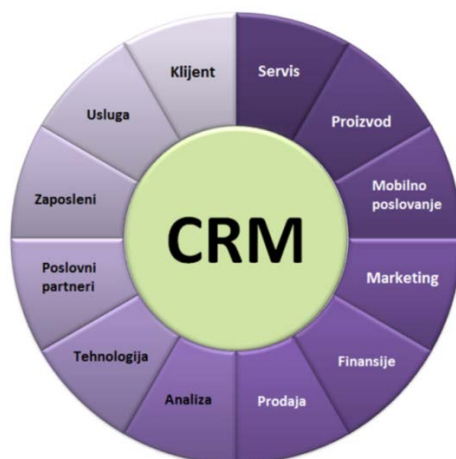 Klijent
Servis
Proizvod
Mobilno
poslovanje
Marketing
Finansije
Prodaja
Analiza
Tehnologija
Poslovni
partneri
Zaposleni
Usluga
CRM